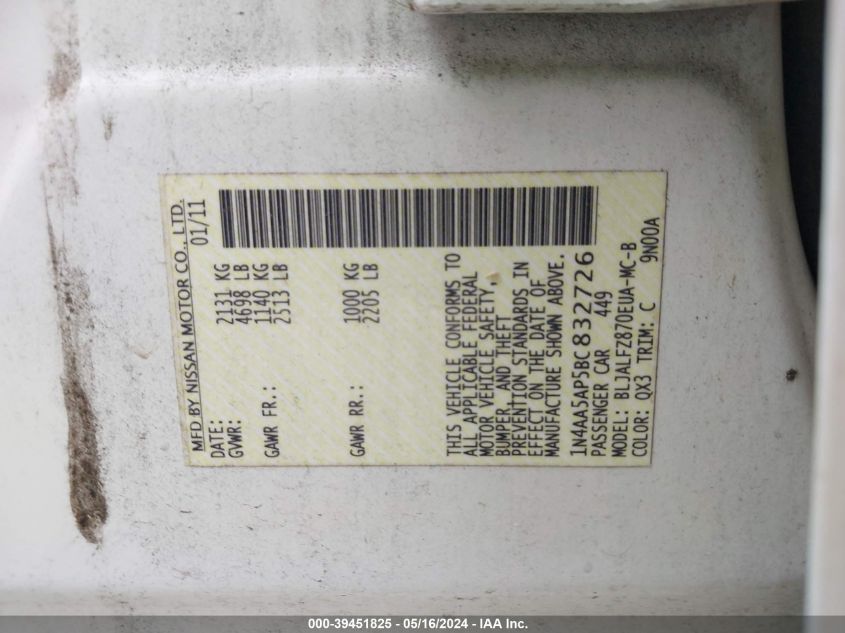 MFD BY NISSAN MOTOR CO., LTD.
DATE: 01/11
GVWR: 2131 KG
4698 LB
GAWR FR.: 1140 KG
2513 LB
GAWR RR.: 1000 KG
2205 LB
THIS VEHICLE CONFORMS TO
ALL APPLICABLE FEDERAL
MOTOR VEHICLE SAFETY,
BUMPER, AND THEFT
PREVENTION STANDARDS IN
EFFECT ON THE DATE OF
MANUFACTURE SHOWN ABOVE.
1N4AA5AP5BC832726
PASSENGER CAR 449
MODEL: BLJALFZ870EUA-MC-B
COLOR: QX3 TRIM: C 9N00A
000-39451825 - 05/16/2024 - IAA Inc.